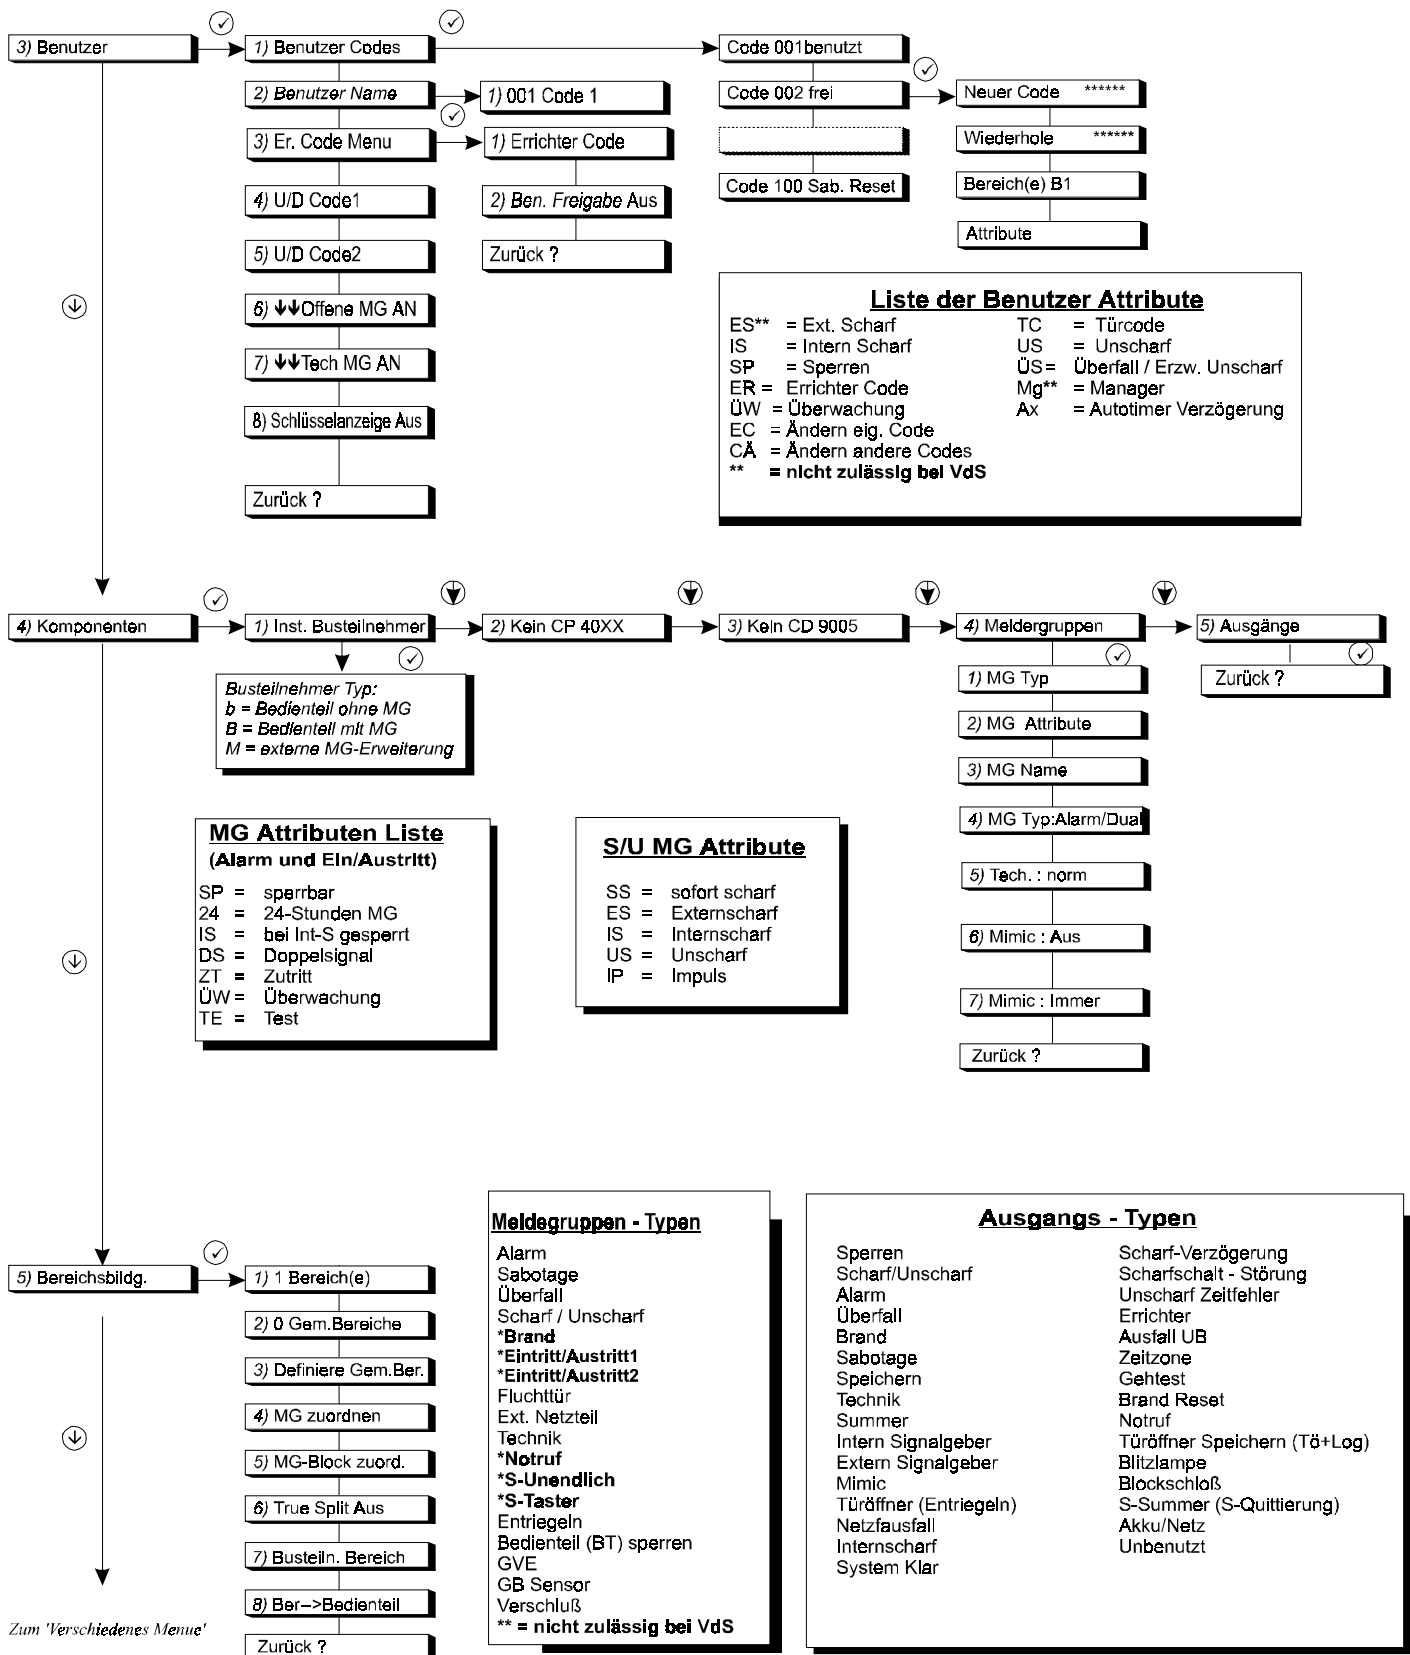 3) Benutzer
1) Benutzer Codes
2) Benutzer Name
3) Er. Code Menu
4) U/D Code1
5) U/D Code2
6) ↓↓Offene MG AN
7) ↓↓Tech MG AN
8) Schlüsselanzeige Aus
Zurück ?
1) 001 Code 1
1) Errichter Code
2) Ben. Freigabe Aus
Zurück ?
Code 001benutzt
Code 002 frei
Code 100 Sab. Reset
Neuer Code ******
Wiederhole ******
Bereich(e) B1
Attribute
Liste der Benutzer Attribute
ES** = Ext. Scharf
IS = Intern Scharf
SP = Sperren
ER = Errichter Code
ÜW = Überwachung
EC = Ändern eig. Code
CÄ = Ändern andere Codes
** = nicht zulässig bei VdS
TC = Türcode
US = Unscharf
ÜS = Überfall / Erzw. Unscharf
Mg** = Manager
Ax = Autotimer Verzögerung
4) Komponenten
1) Inst. Busteilnehmer
2) Kein CP 40XX
3) Kein CD 9005
4) Meldergruppen
5) Ausgänge
Zurück ?
Busteilnehmer Typ:
b = Bedienteil ohne MG
B = Bedienteil mit MG
M = externe MG-Erweiterung
1) MG Typ
2) MG Attribute
3) MG Name
4) MG Typ:Alarm/Dual
5) Tech. : norm
6) Mimic : Aus
7) Mimic : Immer
Zurück ?
MG Attributen Liste
(Alarm und Ein/Austritt)
SP = sperrbar
24 = 24-Stunden MG
IS = bei Int-S gesperrt
DS = Doppelsignal
ZT = Zutritt
ÜW = Überwachung
TE = Test
S/U MG Attribute
SS = sofort scharf
ES = Externscharf
IS = Internscharf
US = Unscharf
IP = Impuls
5) Bereichsbildg.
1) 1 Bereich(e)
2) 0 Gem.Bereiche
3) Definiere Gem.Ber.
4) MG zuordnen
5) MG-Block zuord.
6) True Split Aus
7) Busteiln. Bereich
8) Ber-->Bedienteil
Zurück ?
Zum 'Verschiedenes Menue'
Meldegruppen - Typen
Alarm
Sabotage
Überfall
Scharf / Unscharf
*Brand
*Eintritt/Austritt1
*Eintritt/Austritt2
Fluchttür
Ext. Netzteil
Technik
*Notruf
*S-Unendlich
*S-Taster
Entriegeln
Bedienteil (BT) sperren
GVE
GB Sensor
Verschluß
** = nicht zulässig bei VdS
Ausgangs - Typen
Sperren
Scharf/Unscharf
Alarm
Überfall
Brand
Sabotage
Speichern
Technik
Summer
Intern Signalgeber
Extern Signalgeber
Mimic
Türöffner (Entriegeln)
Netzfausfall
Internscharf
System Klar
Scharf-Verzögerung
Scharfschalt - Störung
Unscharf Zeitfehler
Errichter
Ausfall UB
Zeitzone
Gehtest
Brand Reset
Notruf
Türöffner Speichern (Tö+Log)
Blitzlampe
Blockschloß
S-Summer (S-Quittierung)
Akku/Netz
Unbenutzt